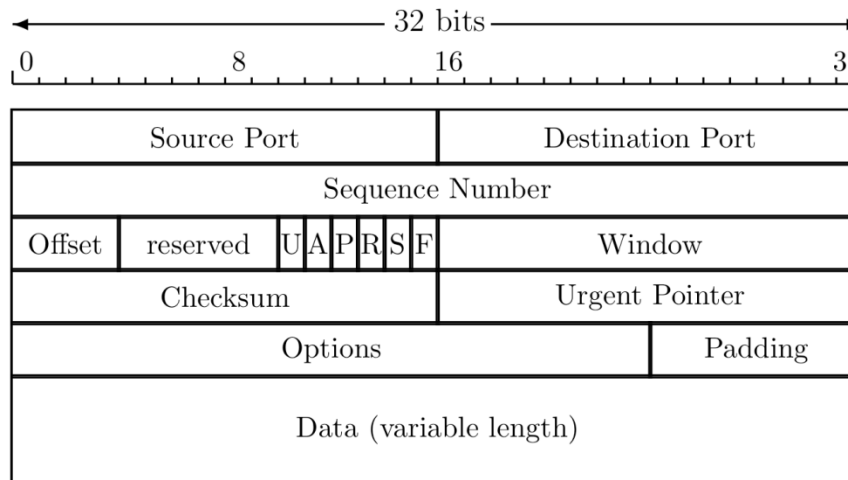 32 bits
0 8 16 3
Source Port Destination Port
Sequence Number
Offset reserved U A P R S F Window
Checksum Urgent Pointer
Options Padding
Data (variable length)